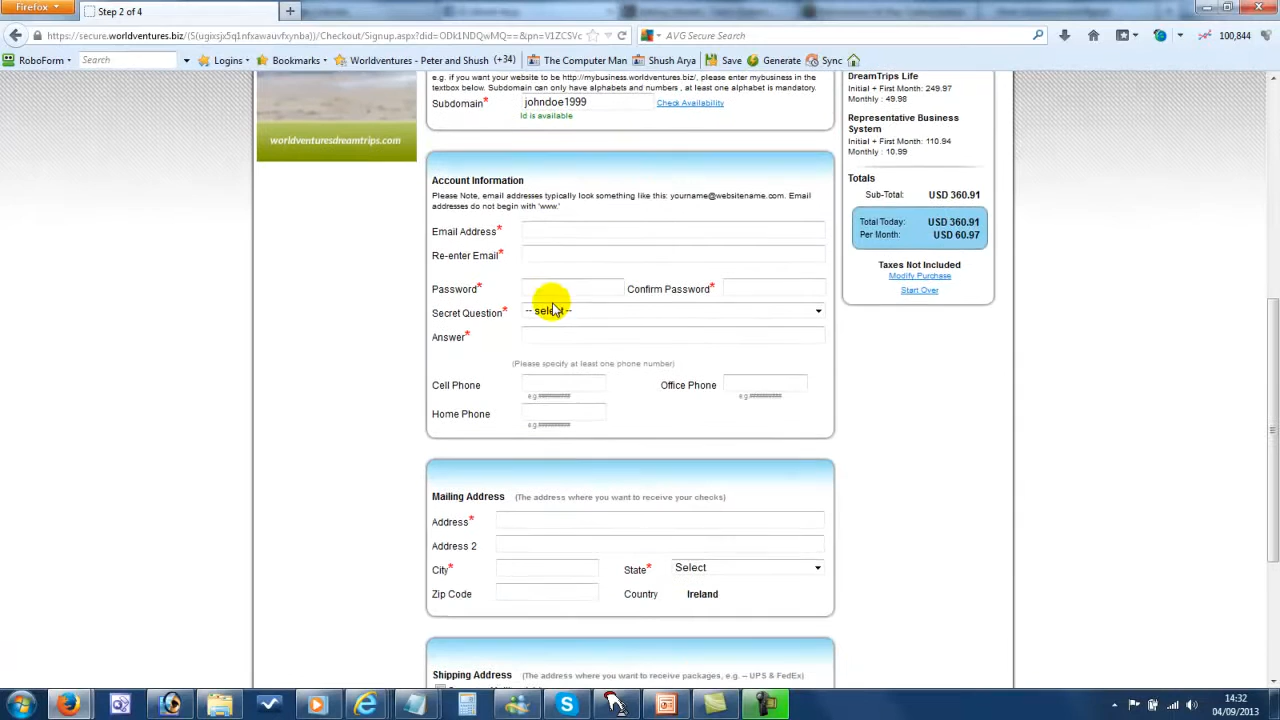 Firefox
Step 2 of 4
https://secure.worldventures.biz/(S(ugixsjx5q1nfxawauvfxynba))/Checkout/Signup.aspx?did=ODk1NDQwMQ==&pn=V1ZCSVc
AVG Secure Search
100,844
RoboForm
Search
Logins
Bookmarks
Worldventures - Peter and Shush (+34)
The Computer Man
Shush Arya
Save
Generate
Sync
worldventuresdreamtrips.com
e.g. if you want your website to be http://mybusiness.worldventures.biz/, please enter mybusiness in the
textbox below. Subdomain can only have alphabets and numbers , at least one alphabet is mandatory.
Subdomain* johndoe1999 Check Availability
Id is available
Account Information
Please Note, email addresses typically look something like this: yourname@websitename.com. Email
addresses do not begin with 'www.'
Email Address*
Re-enter Email*
Password* Confirm Password*
Secret Question* -- select --
Answer*
(Please specify at least one phone number)
Cell Phone Office Phone
e.g.########## e.g.##########
Home Phone
e.g.##########
Mailing Address (The address where you want to receive your checks)
Address*
Address 2
City* State* Select
Zip Code Country Ireland
Shipping Address (The address where you want to receive packages, e.g. – UPS & FedEx)
DreamTrips Life
Initial + First Month: 249.97
Monthly : 49.98
Representative Business
System
Initial + First Month: 110.94
Monthly : 10.99
Totals
Sub-Total: USD 360.91
Total Today: USD 360.91
Per Month: USD 60.97
Taxes Not Included
Modify Purchase
Start Over
14:32
04/09/2013